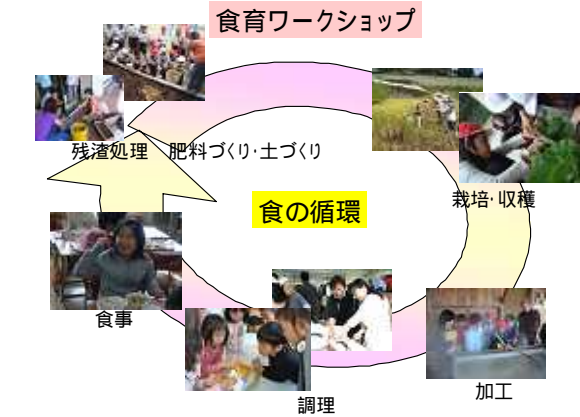 食育ワークショップ
残渣処理　肥料づくり・土づくり
食の循環
栽培・収穫
食事
加工
調理